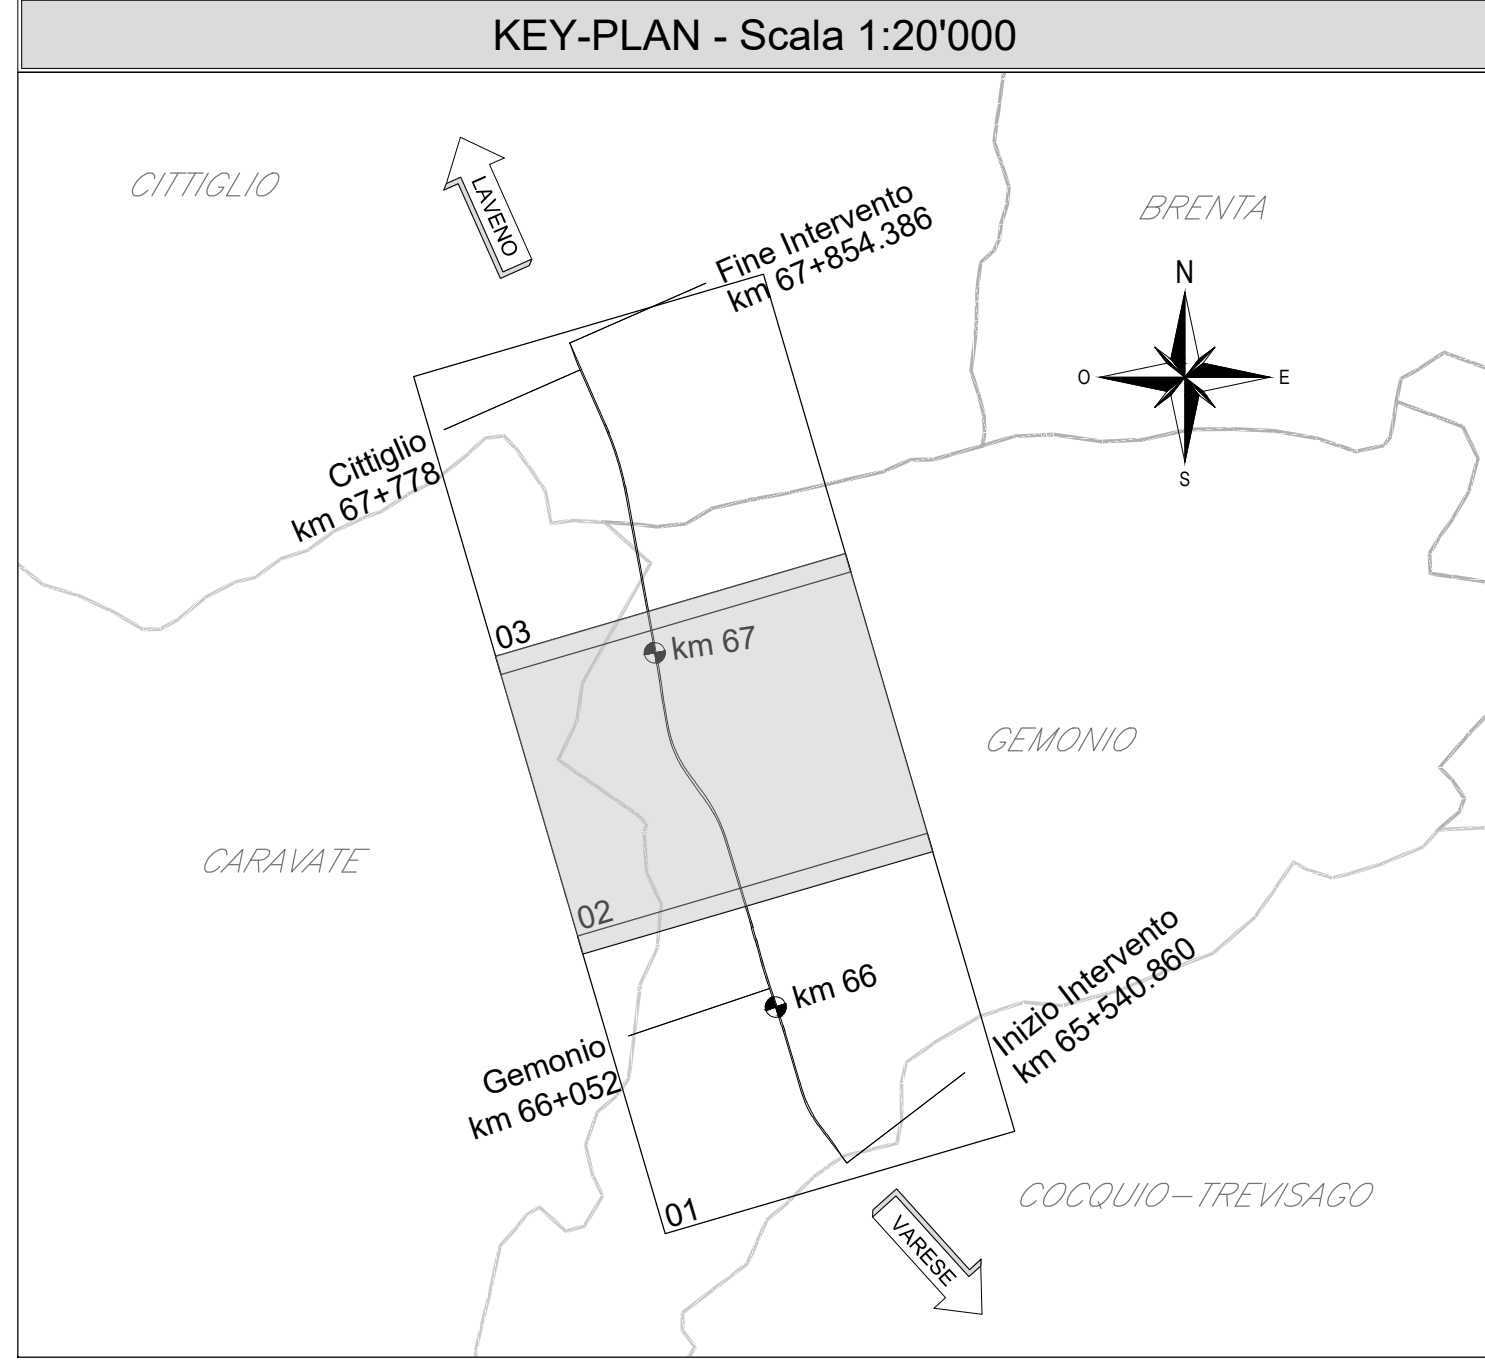 KEY-PLAN - Scala 1:20'000
CITTIGLIO
LAVENO
BRENTA
Fine Intervento
km 67+854.386
N
O
E
S
Cittiglio
km 67+778
03
km 67
GEMONIO
CARAVATE
02
km 66
Inizio Intervento
km 65+540.860
Gemonio
km 66+052
01
COCQUIO-TREVISAGO
VARESE